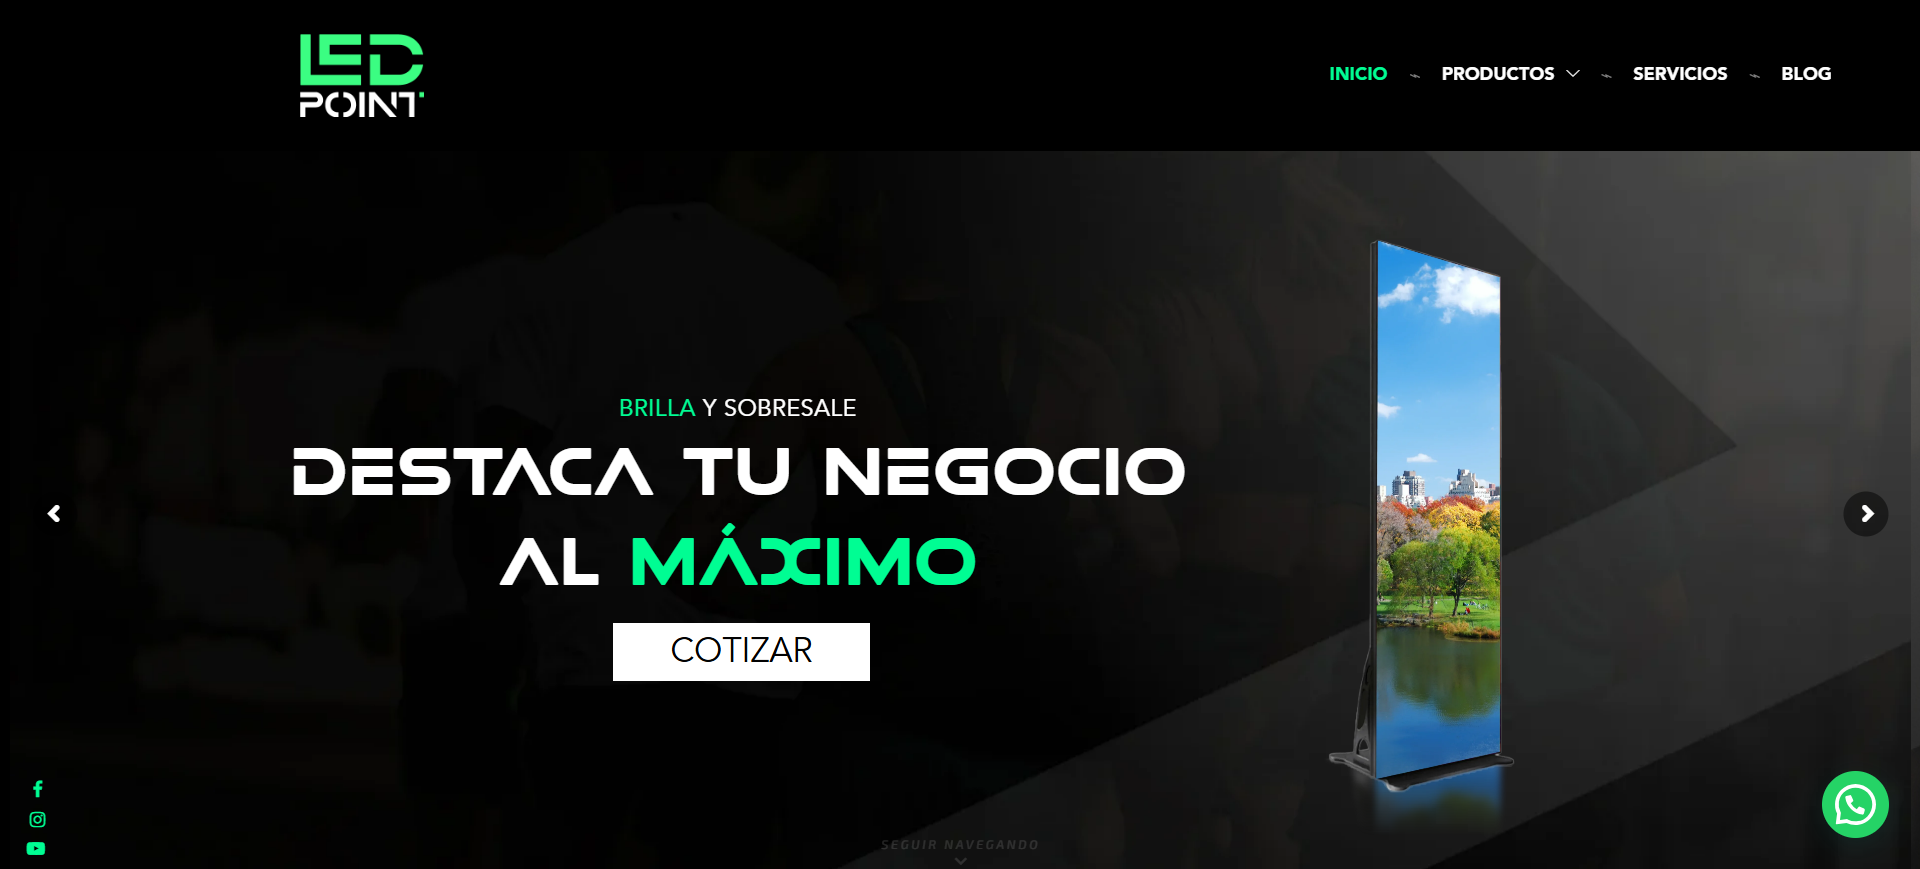 LED
POINT
INICIO
PRODUCTOS
SERVICIOS
BLOG
BRILLA Y SOBRESALE
DESTACA TU NEGOCIO
AL MÁXIMO
COTIZAR
SEGUIR NAVEGANDO